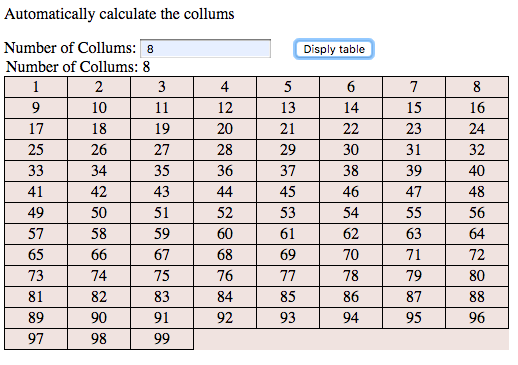 Automatically calculate the collums
Number of Collums: 8 Disply table
Number of Collums: 8
1 2 3 4 5 6 7 8
9 10 11 12 13 14 15 16
17 18 19 20 21 22 23 24
25 26 27 28 29 30 31 32
33 34 35 36 37 38 39 40
41 42 43 44 45 46 47 48
49 50 51 52 53 54 55 56
57 58 59 60 61 62 63 64
65 66 67 68 69 70 71 72
73 74 75 76 77 78 79 80
81 82 83 84 85 86 87 88
89 90 91 92 93 94 95 96
97 98 99